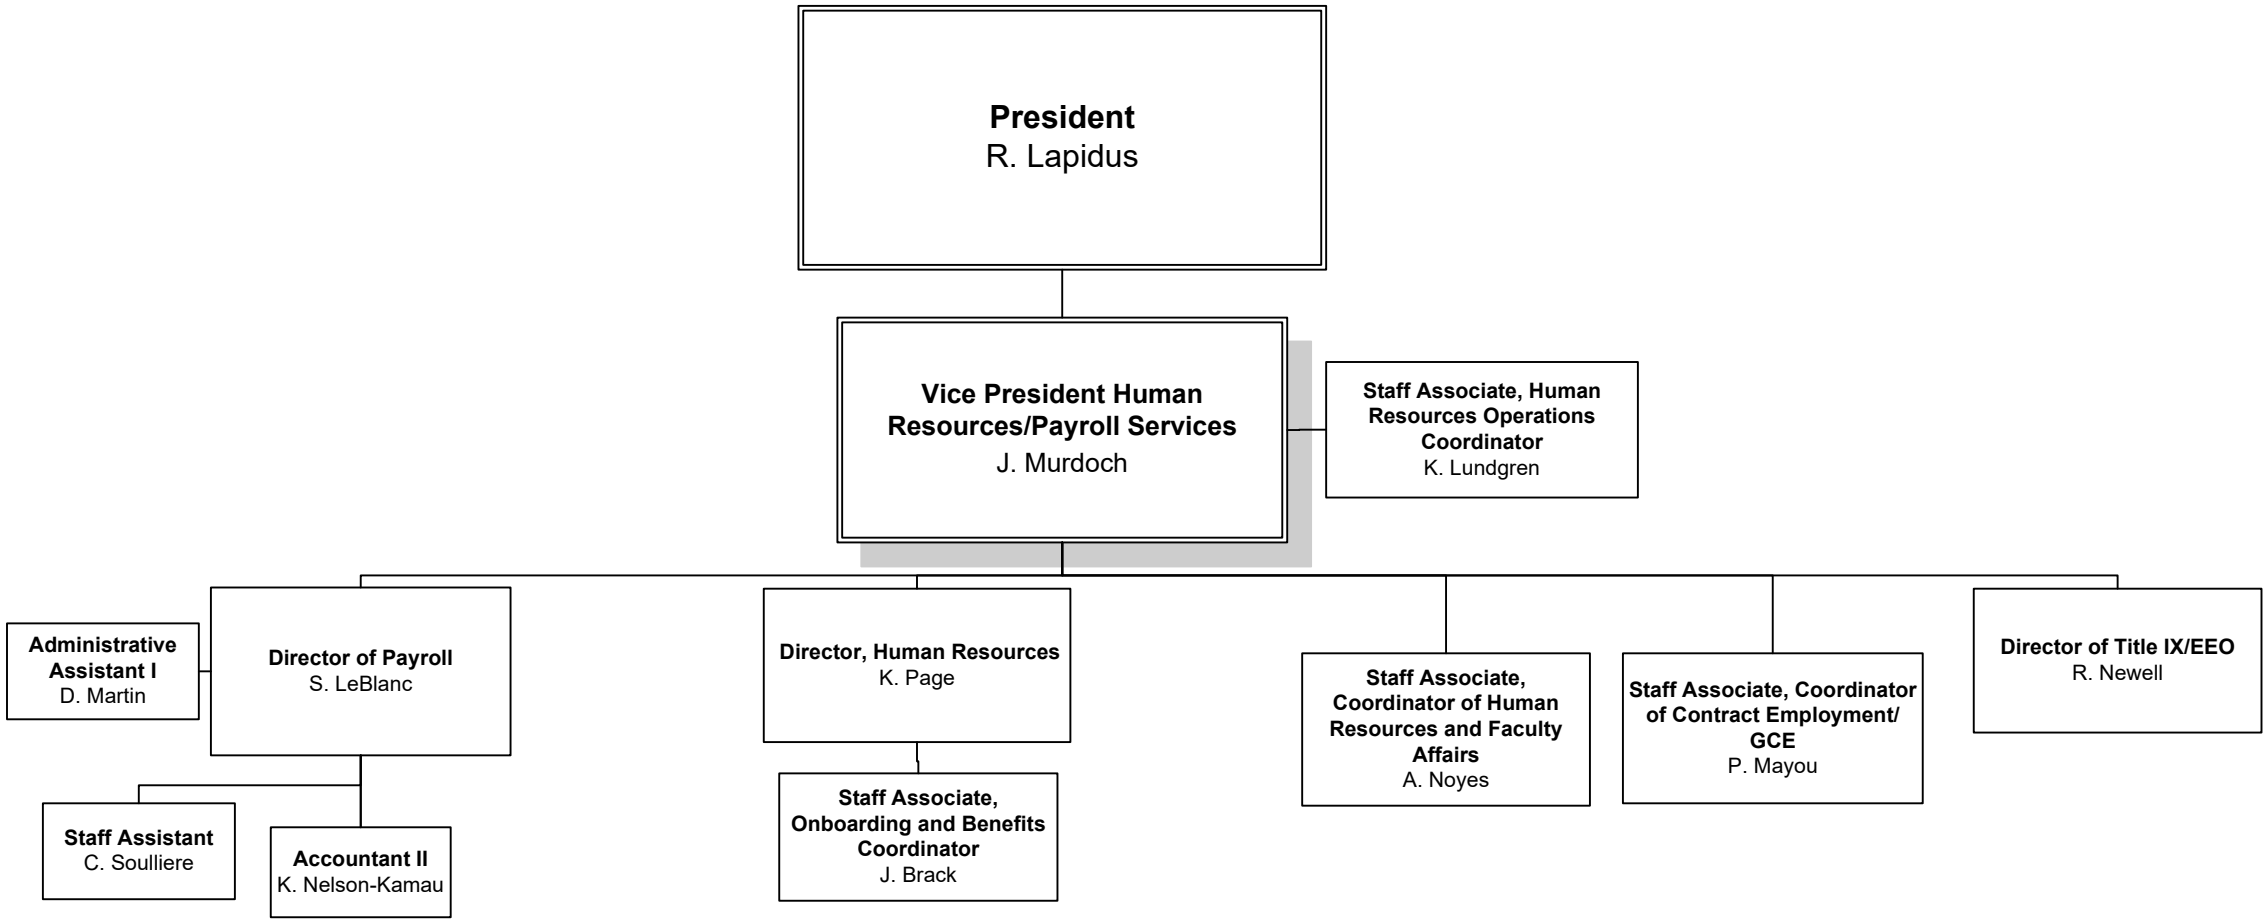 President
R. Lapidus
Vice President Human
Resources/Payroll Services
J. Murdoch
Staff Associate, Human
Resources Operations
Coordinator
K. Lundgren
Administrative
Assistant I
D. Martin
Director of Payroll
S. LeBlanc
Director, Human Resources
K. Page
Staff Associate,
Coordinator of Human
Resources and Faculty
Affairs
A. Noyes
Staff Associate, Coordinator
of Contract Employment/
GCE
P. Mayou
Director of Title IX/EEO
R. Newell
Staff Assistant
C. Soulliere
Accountant II
K. Nelson-Kamau
Staff Associate,
Onboarding and Benefits
Coordinator
J. Brack